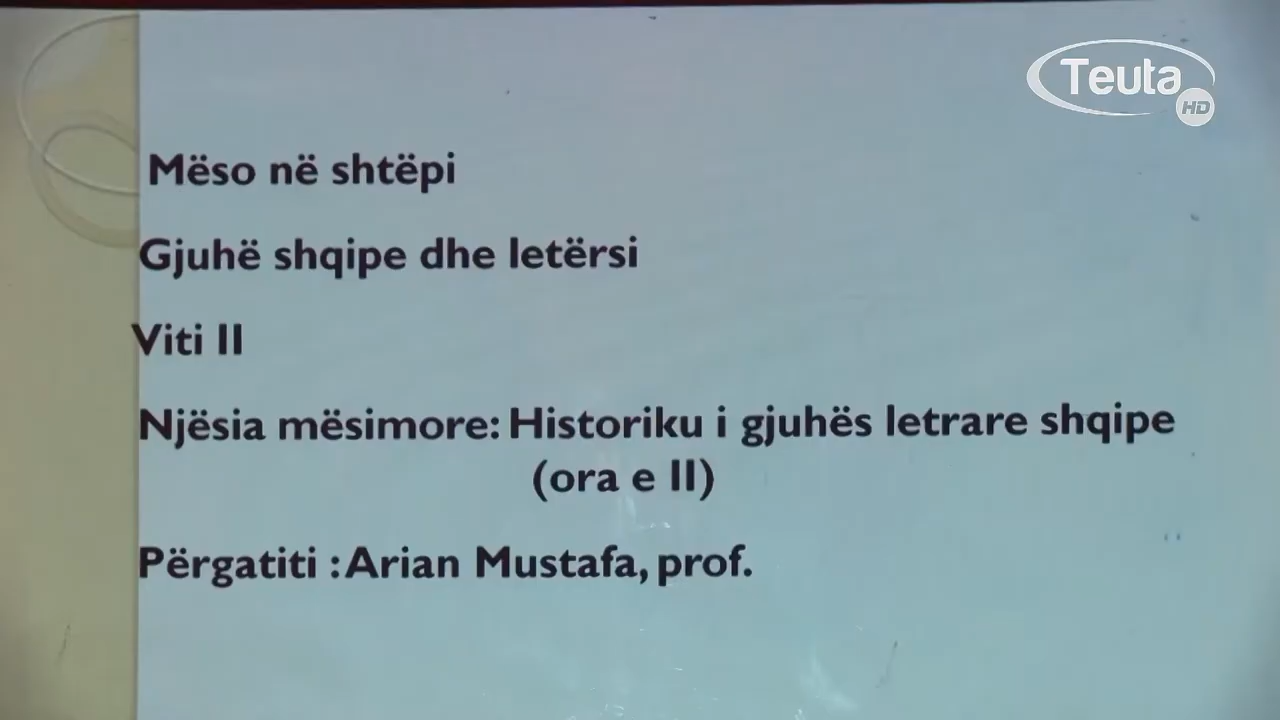 Teuta
HD
Mëso në shtëpi
Gjuhë shqipe dhe letërsi
Viti II
Njësia mësimore: Historiku i gjuhës letrare shqipe
(ora e II)
Përgatiti : Arian Mustafa, prof.